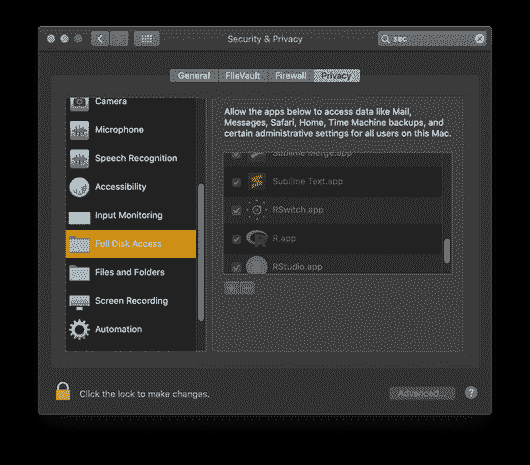 Security & Privacy
sec
General
FileVault
Firewall
Privacy
Camera
Microphone
Speech Recognition
Accessibility
Input Monitoring
Full Disk Access
Files and Folders
Screen Recording
Automation
Allow the apps below to access data like Mail,
Messages, Safari, Home, Time Machine backups, and
certain administrative settings for all users on this Mac.
Sublime Merge.app
Sublime Text.app
RSwitch.app
R.app
RStudio.app
Click the lock to make changes.
Advanced...
?